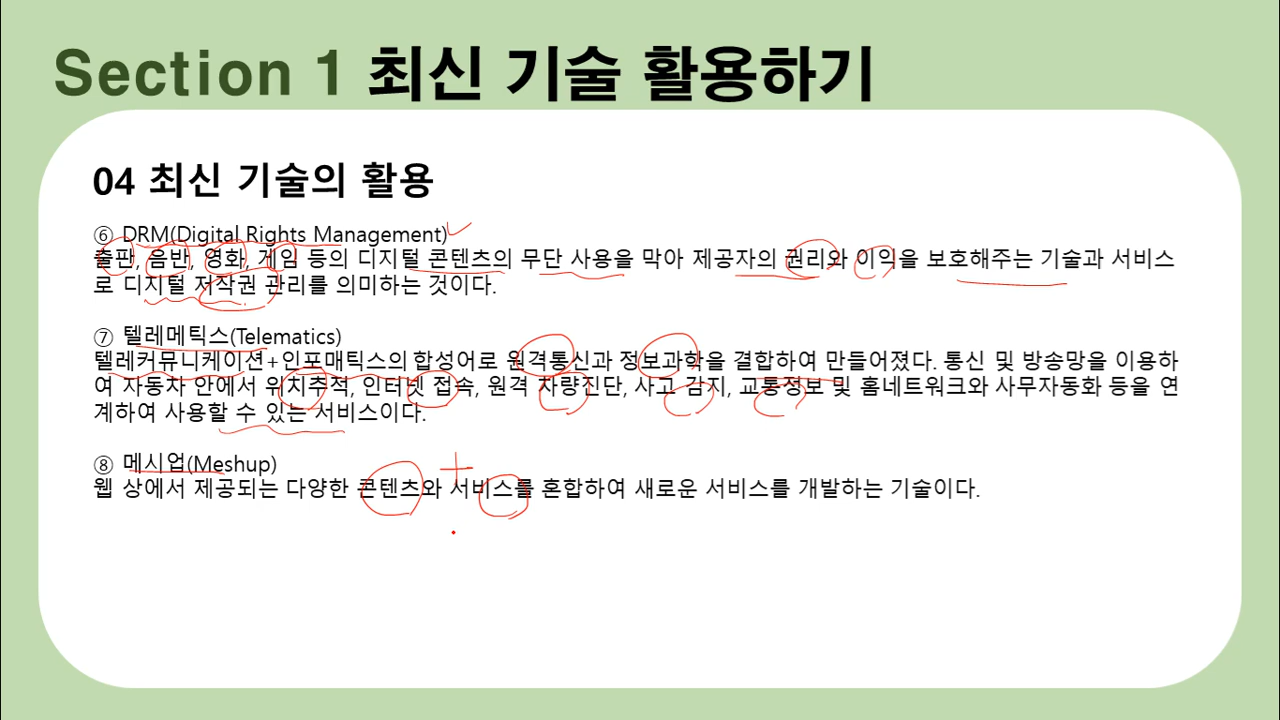 Section 1 최신 기술 활용하기
04 최신 기술의 활용
⑥ DRM(Digital Rights Management)
출판, 음반, 영화, 게임 등의 디지털 콘텐츠의 무단 사용을 막아 제공자의 권리와 이익을 보호해주는 기술과 서비스
로 디지털 저작권 관리를 의미하는 것이다.
⑦ 텔레메틱스(Telematics)
텔레커뮤니케이션+인포매틱스의 합성어로 원격통신과 정보과학을 결합하여 만들어졌다. 통신 및 방송망을 이용하
여 자동차 안에서 위치추적, 인터넷 접속, 원격 차량진단, 사고 감지, 교통정보 및 홈네트워크와 사무자동화 등을 연
계하여 사용할 수 있는 서비스이다.
⑧ 메시업(Meshup)
웹 상에서 제공되는 다양한 콘텐츠와 서비스를 혼합하여 새로운 서비스를 개발하는 기술이다.